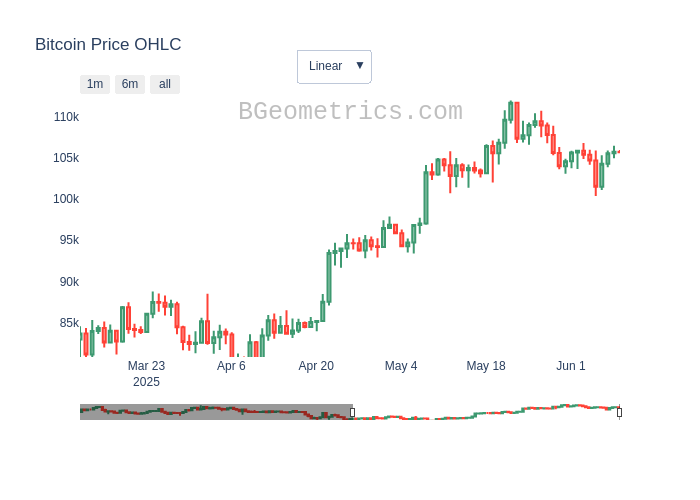 Bitcoin Price OHLC
Linear ▼
1m 6m all
BGeometrics.com
110k
105k
100k
95k
90k
85k
Mar 23 Apr 6 Apr 20 May 4 May 18 Jun 1
2025